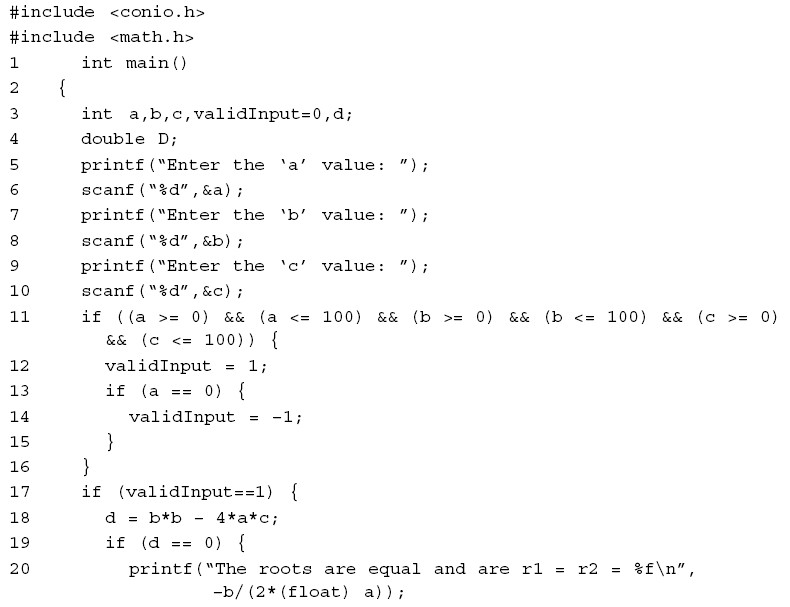 #include <conio.h>
#include <math.h>
1 int main()
2 {
3 int a,b,c,validInput=0,d;
4 double D;
5 printf(“Enter the ‘a’ value: ”);
6 scanf(“%d”,&a);
7 printf(“Enter the ‘b’ value: ”);
8 scanf(“%d”,&b);
9 printf(“Enter the ‘c’ value: ”);
10 scanf(“%d”,&c);
11 if ((a >= 0) && (a <= 100) && (b >= 0) && (b <= 100) && (c >= 0)
&& (c <= 100)) {
12 validInput = 1;
13 if (a == 0) {
14 validInput = -1;
15 }
16 }
17 if (validInput==1) {
18 d = b*b - 4*a*c;
19 if (d == 0) {
20 printf(“The roots are equal and are r1 = r2 = %f\n”,
-b/(2*(float) a));